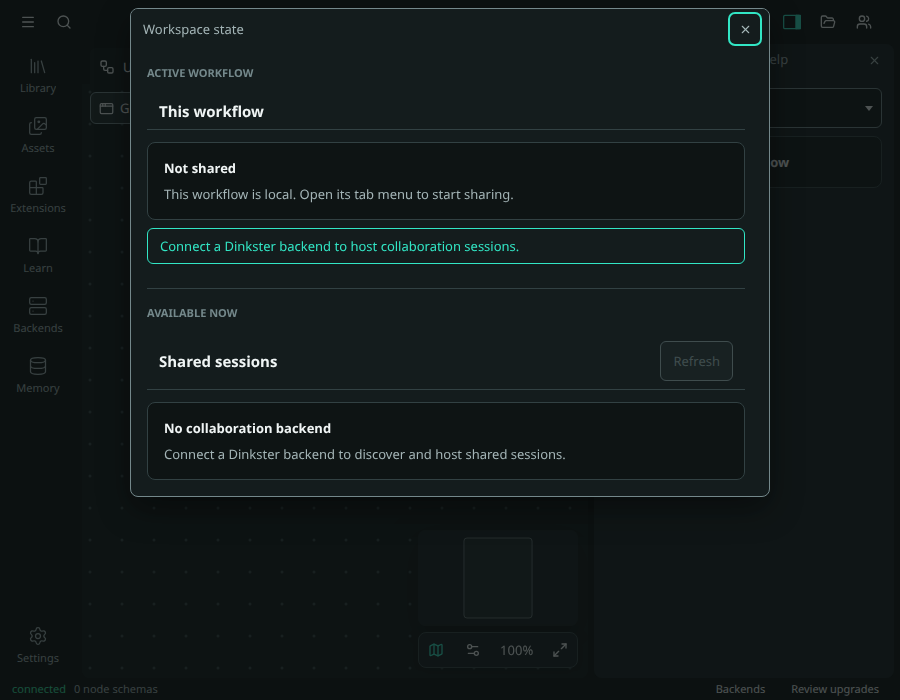 Workspace state
ACTIVE WORKFLOW
This workflow
Not shared
This workflow is local. Open its tab menu to start sharing.
Connect a Dinkster backend to host collaboration sessions.
AVAILABLE NOW
Shared sessions
Refresh
No collaboration backend
Connect a Dinkster backend to discover and host shared sessions.
Library
Assets
Extensions
Learn
Backends
Memory
Settings
U
G
elp
ow
100%
connected
0 node schemas
Backends
Review upgrades